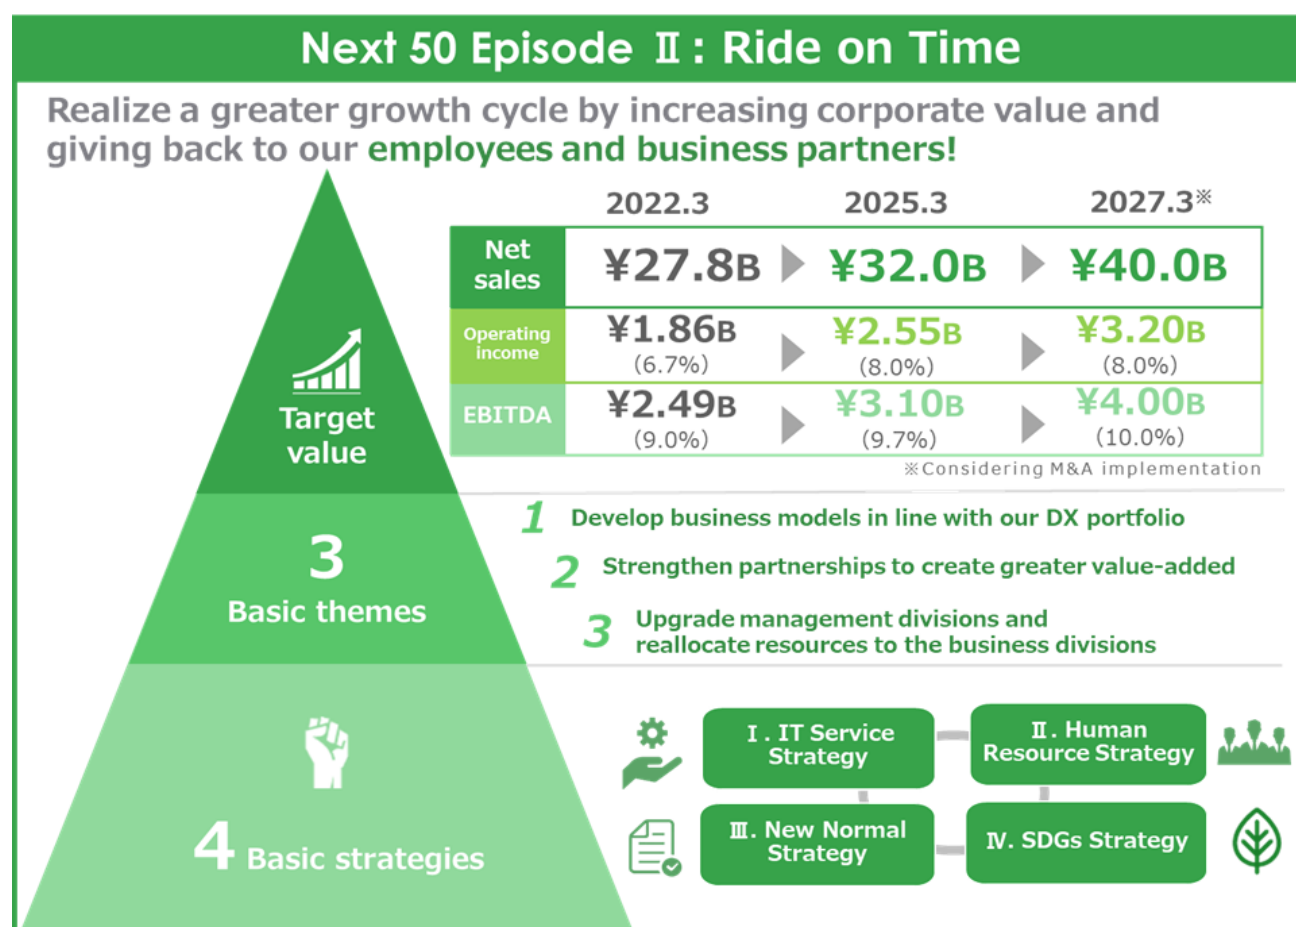 Next 50 Episode Ⅱ: Ride on Time
Realize a greater growth cycle by increasing corporate value and
giving back to our employees and business partners!
2022.3 2025.3 2027.3※
Net
sales
¥27.8B ¥32.0B ¥40.0B
Operating
income
¥1.86B ¥2.55B ¥3.20B
(6.7%) (8.0%) (8.0%)
EBITDA
¥2.49B ¥3.10B ¥4.00B
(9.0%) (9.7%) (10.0%)
※Considering M&A implementation
Target
value
3
Basic themes
1 Develop business models in line with our DX portfolio
2 Strengthen partnerships to create greater value-added
3 Upgrade management divisions and
reallocate resources to the business divisions
4 Basic strategies
Ⅰ. IT Service
Strategy
Ⅱ. Human
Resource Strategy
Ⅲ. New Normal
Strategy
Ⅳ. SDGs Strategy